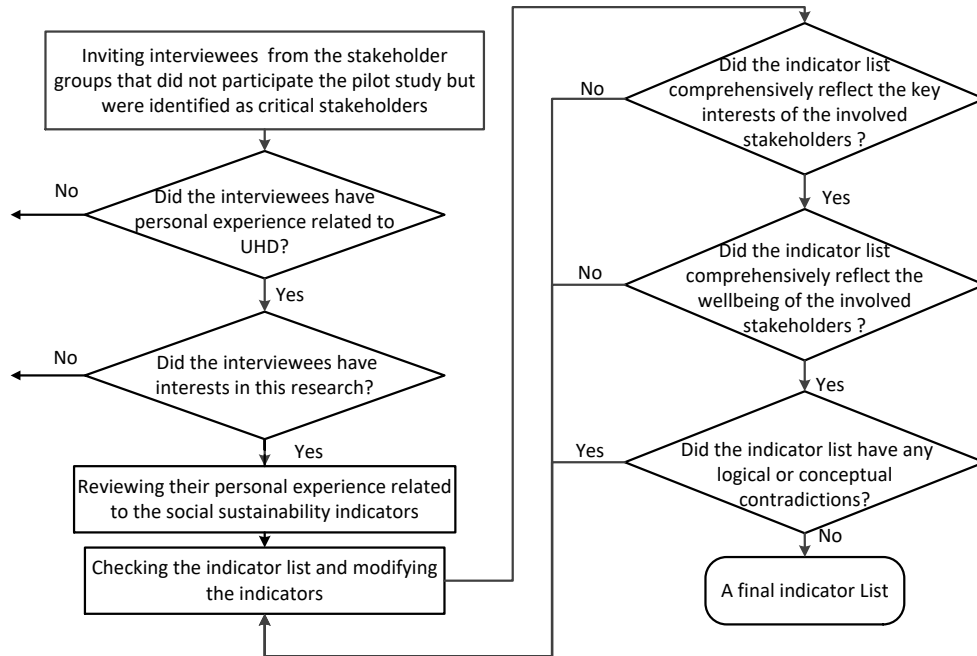 Inviting interviewees from the stakeholder
groups that did not participate the pilot study but
were identified as critical stakeholders
No
Did the interviewees have
personal experience related to
UHD?
Yes
No
Did the interviewees have
interests in this research?
Yes
Reviewing their personal experience related
to the social sustainability indicators
Checking the indicator list and modifying
the indicators
No
Did the indicator list
comprehensively reflect the key
interests of the involved
stakeholders ?
Yes
No
Did the indicator list
comprehensively reflect the
wellbeing of the involved
stakeholders ?
Yes
Yes
Did the indicator list have any
logical or conceptual
contradictions?
No
A final indicator List